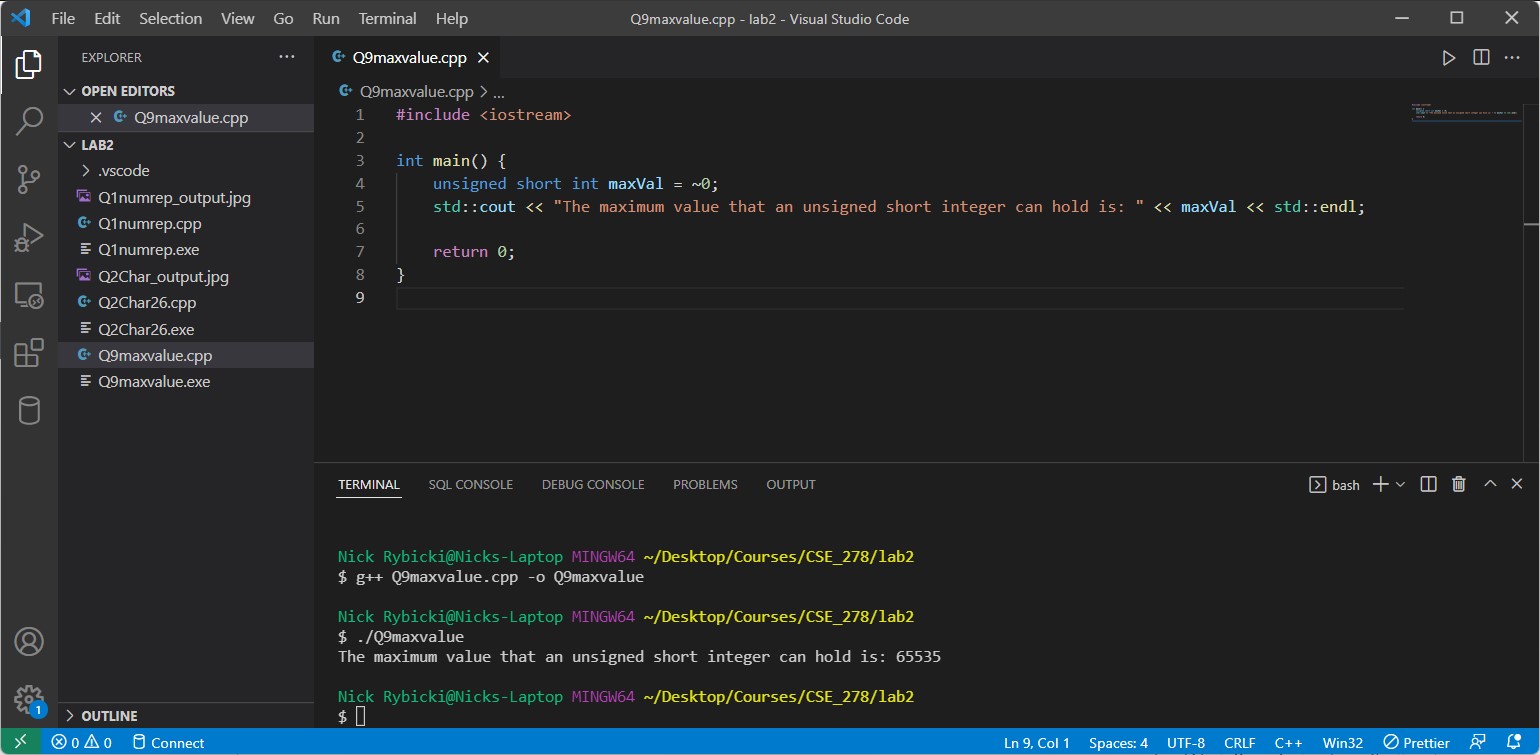 File Edit Selection View Go Run Terminal Help Q9maxvalue.cpp - lab2 - Visual Studio Code
EXPLORER
OPEN EDITORS
Q9maxvalue.cpp
LAB2
.vscode
Q1numrep_output.jpg
Q1numrep.cpp
Q1numrep.exe
Q2Char_output.jpg
Q2Char26.cpp
Q2Char26.exe
Q9maxvalue.cpp
Q9maxvalue.exe
OUTLINE
Q9maxvalue.cpp
Q9maxvalue.cpp > ...
1 #include <iostream>
2
3 int main() {
4 unsigned short int maxVal = ~0;
5 std::cout << "The maximum value that an unsigned short integer can hold is: " << maxVal << std::endl;
6
7 return 0;
8 }
9
TERMINAL SQL CONSOLE DEBUG CONSOLE PROBLEMS OUTPUT bash
Nick Rybicki@Nicks-Laptop MINGW64 ~/Desktop/Courses/CSE_278/lab2
$ g++ Q9maxvalue.cpp -o Q9maxvalue
Nick Rybicki@Nicks-Laptop MINGW64 ~/Desktop/Courses/CSE_278/lab2
$ ./Q9maxvalue
The maximum value that an unsigned short integer can hold is: 65535
Nick Rybicki@Nicks-Laptop MINGW64 ~/Desktop/Courses/CSE_278/lab2
$
1
0 0 Connect Ln 9, Col 1 Spaces: 4 UTF-8 CRLF C++ Win32 Prettier